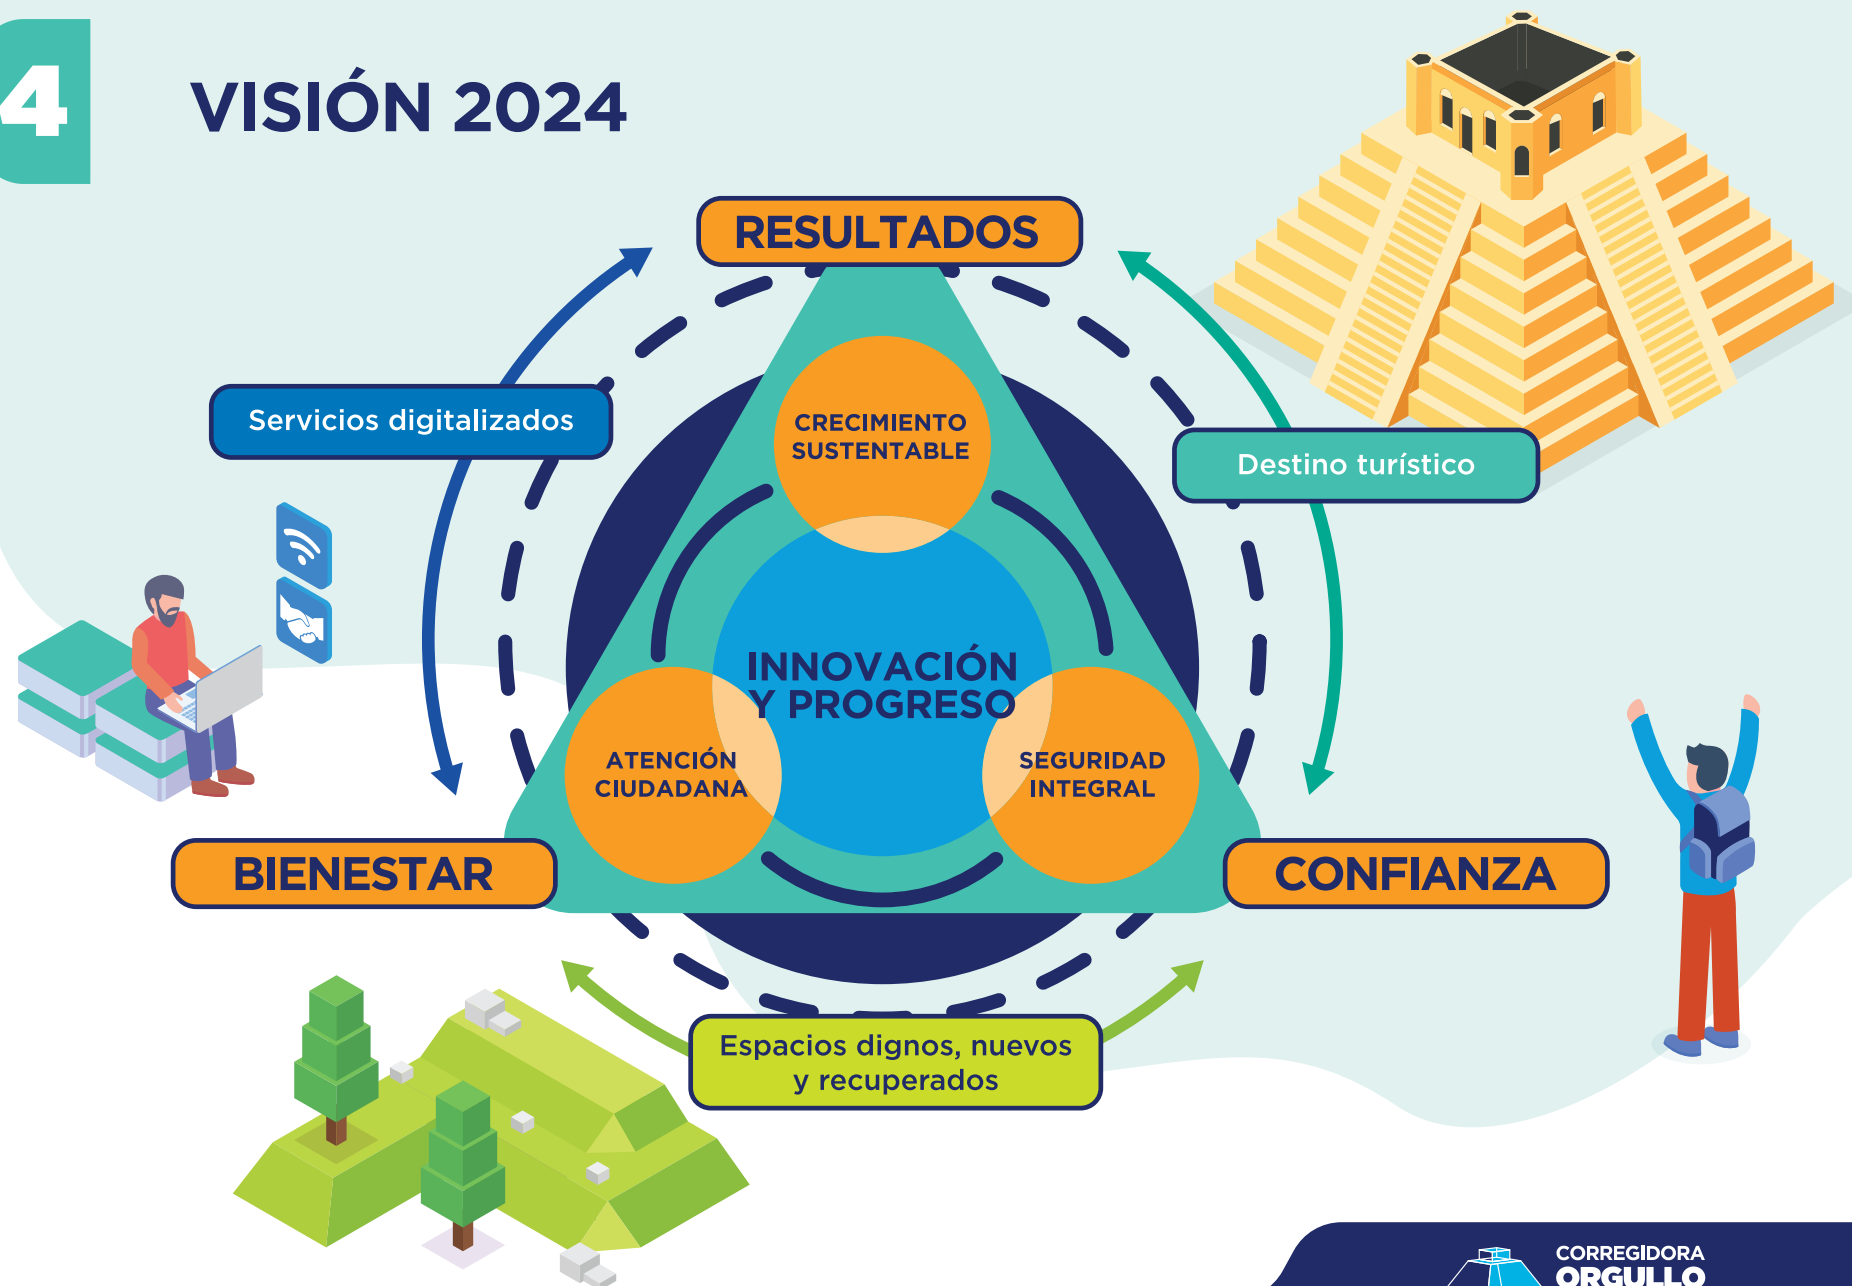 4
VISIÓN 2024
RESULTADOS
Servicios digitalizados
CRECIMIENTO
SUSTENTABLE
Destino turístico
INNOVACIÓN
Y PROGRESO
ATENCIÓN
CIUDADANA
SEGURIDAD
INTEGRAL
BIENESTAR
CONFIANZA
Espacios dignos, nuevos
y recuperados
CORREGIDORA
ORGULLO